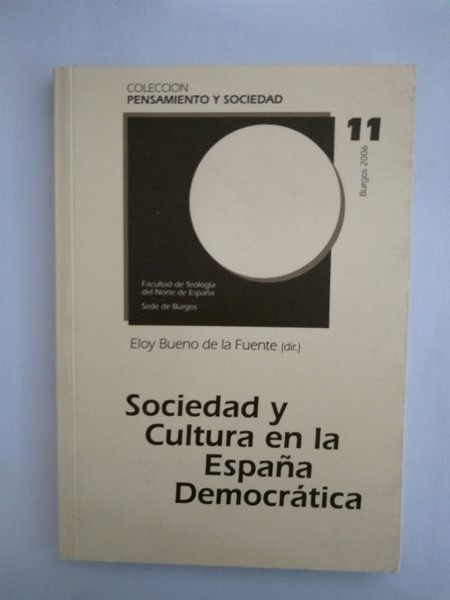 COLECCION
PENSAMIENTO Y SOCIEDAD
11
Burgos 2006
Facultad de Teología
del Norte de España
Sede de Burgos
Eloy Bueno de la Fuente (dir.)
Sociedad y
Cultura en la
España
Democrática